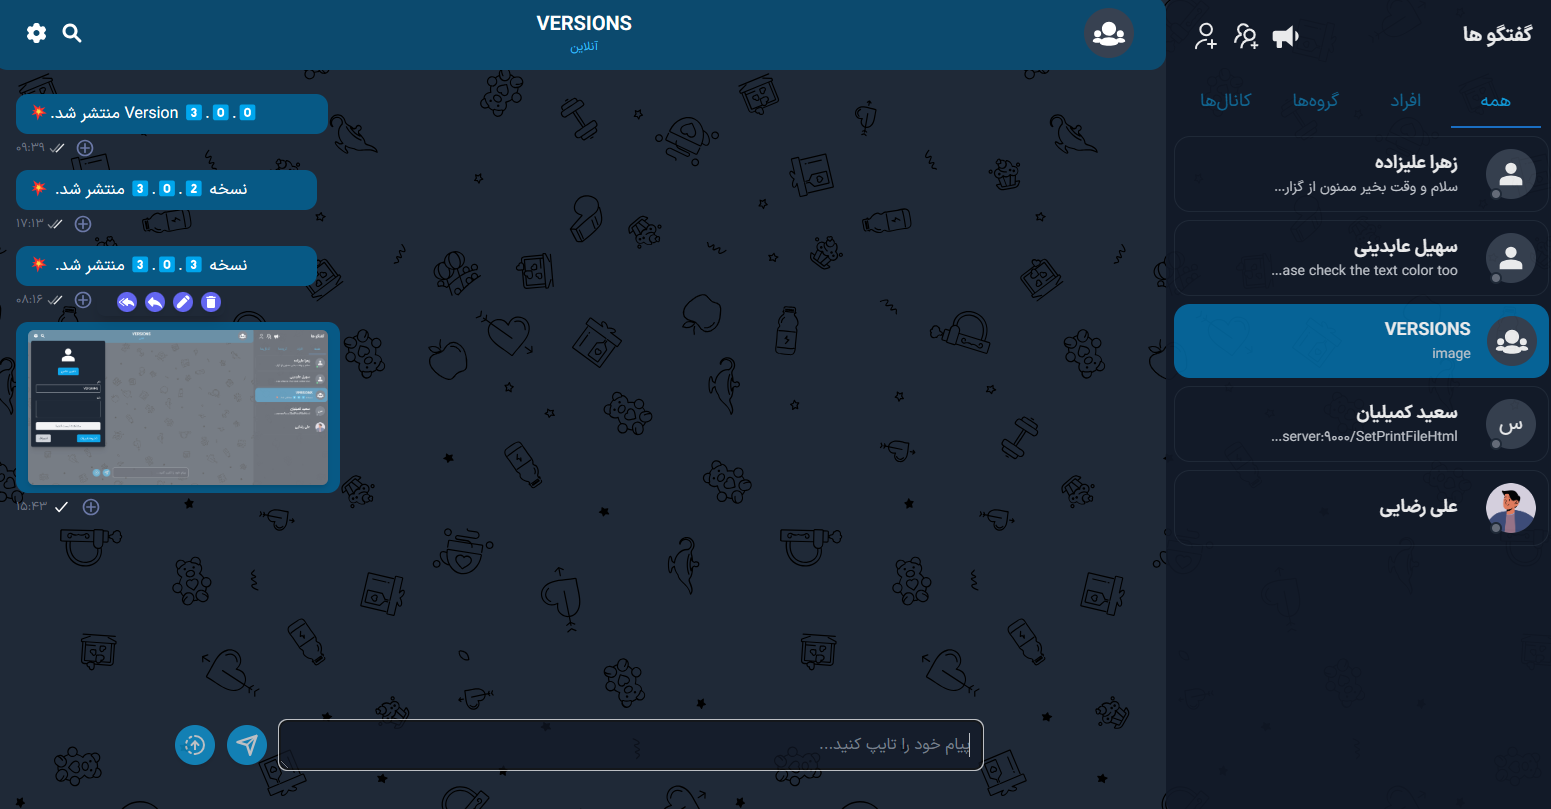 گفتگو ها
همه
افراد
گروه‌ها
کانال‌ها
زهرا علیزاده
سلام و وقت بخیر ممنون از گزار...
سهیل عابدینی
...ase check the text color too
VERSIONS
image
سعید کمیلیان
...server:۹۰۰۰/SetPrintFileHtml
س
علی رضایی
VERSIONS
آنلاین
Version 3.0.0 منتشر شد. 💥
۰۹:۳۹
نسخه 3.0.2 منتشر شد. 💥
۱۷:۱۳
نسخه 3.0.3 منتشر شد. 💥
۰۸:۱۶
۱۵:۴۳
پیام خود را تایپ کنید...